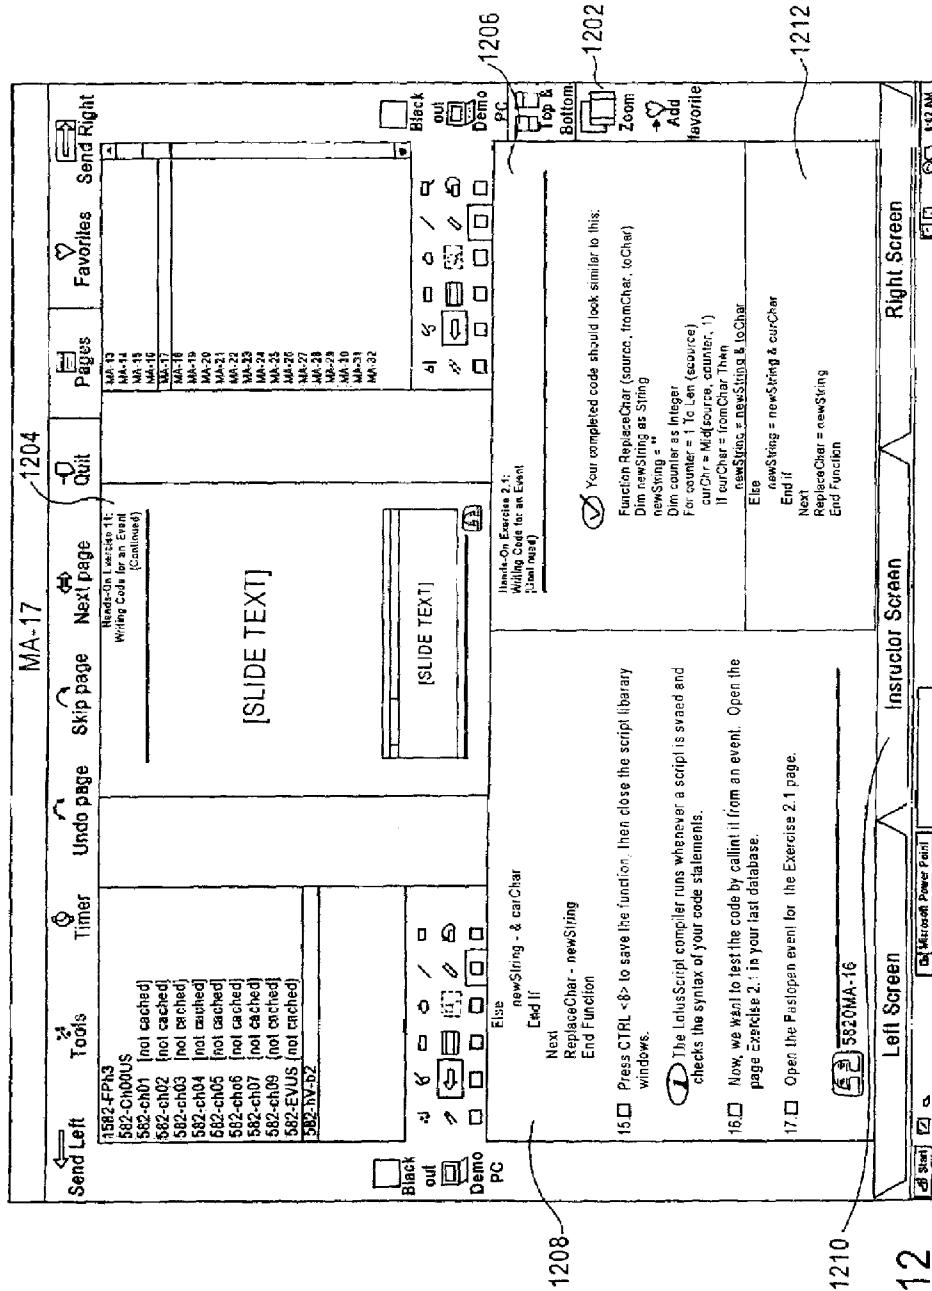 MA-17
Send Left
Tools
Timer
Undo page
Skip page
Next page
Quit
Pages
Favorites
Send Right
1204
1582-FPh3
582-Ch00US
582-ch01 [not cached]
582-ch02 [not cached]
582-ch03 [not cached]
582-ch04 [not cached]
582-ch05 [not cached]
582-ch06 [not cached]
582-ch07 [not cached]
582-ch09 [not cached]
582-EVUS [not cached]
582-hV-b2
Hands-On Exercise 11:
Writing Code for an Event
(Continued)
[SLIDE TEXT]
[SLIDE TEXT]
MA-13
MA-14
MA-15
MA-16
MA-17
MA-18
MA-19
MA-20
MA-21
MA-22
MA-23
MA-24
MA-25
MA-26
MA-27
MA-28
MA-29
MA-30
MA-31
MA-32
Black
out
Demo
PC
Black
out
Demo
PC
Top &
Bottom
Zoom
Add
favorite
1206
1202
1212
Else
newString - & carChar
End If
Next
ReplaceChar - newString
End Function
15. Press CTRL <8> to save the function, then close the script libarary
windows.
i The LotusScript compiler runs whenever a script is svaed and
checks the syntax of your code statements.
16. Now, we want to test the code by callint it from an event. Open the
page Exercise 2.1 in your last database.
17. Open the Paslopen event for the Exercise 2.1 page.
5820MA-16
Hands-On Exercise 2.1:
Writing Code for an Event
(Continued)
Your completed code should look similar to this:
Function ReplaceChar (source, fromChar, toChar)
Dim newString as String
newString = "
Dim counter as Integer
For counter = 1 To Len (scource)
curChr = Mid(source, counter, 1)
If curChar = fromChar Then
newString = newString & toChar
Else
newString = newString & curChar
End if
Next
ReplaceChar = newString
End Function
Left Screen
Insructor Screen
Right Screen
Start
Microsoft Power Point
1208
1210
12